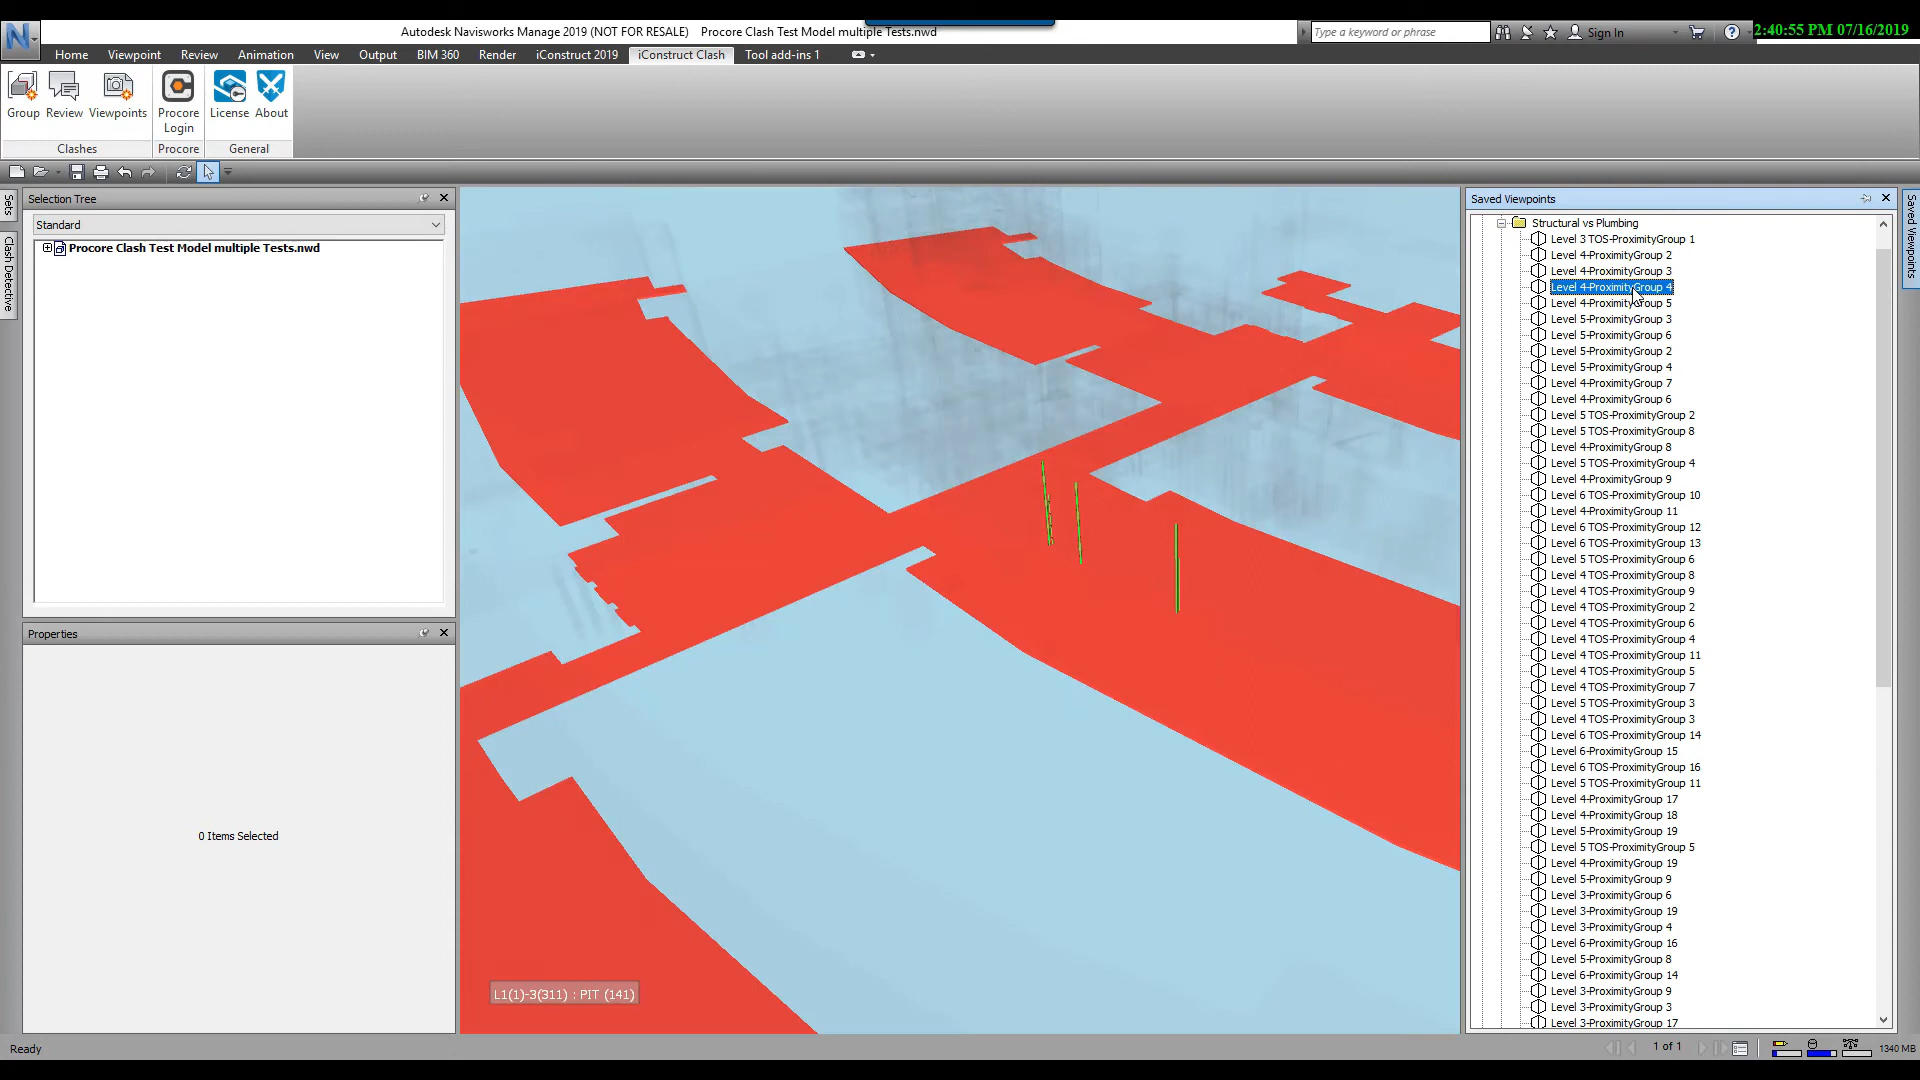 Autodesk Navisworks Manage 2019 (NOT FOR RESALE) Procore Clash Test Model multiple Tests.nwd
Type a keyword or phrase
Sign In
2:40:55 PM 07/16/2019
Home Viewpoint Review Animation View Output BIM 360 Render iConstruct 2019 iConstruct Clash Tool add-ins 1
Group Review Viewpoints Procore Login License About
Clashes Procore General
Sets
Clash Detective
Selection Tree
Standard
Procore Clash Test Model multiple Tests.nwd
Properties
0 Items Selected
L1(1)-3(311) : PIT (141)
Saved Viewpoints
Saved Viewpoints
Structural vs Plumbing
Level 3 TOS-ProximityGroup 1
Level 4-ProximityGroup 2
Level 4-ProximityGroup 3
Level 4-ProximityGroup 4
Level 4-ProximityGroup 5
Level 5-ProximityGroup 3
Level 5-ProximityGroup 6
Level 5-ProximityGroup 2
Level 5-ProximityGroup 4
Level 4-ProximityGroup 7
Level 4-ProximityGroup 6
Level 5 TOS-ProximityGroup 2
Level 5 TOS-ProximityGroup 8
Level 4-ProximityGroup 8
Level 5 TOS-ProximityGroup 4
Level 4-ProximityGroup 9
Level 6 TOS-ProximityGroup 10
Level 4-ProximityGroup 11
Level 6 TOS-ProximityGroup 12
Level 6 TOS-ProximityGroup 13
Level 5 TOS-ProximityGroup 6
Level 4 TOS-ProximityGroup 8
Level 4 TOS-ProximityGroup 9
Level 4 TOS-ProximityGroup 2
Level 4 TOS-ProximityGroup 6
Level 4 TOS-ProximityGroup 4
Level 4 TOS-ProximityGroup 11
Level 4 TOS-ProximityGroup 5
Level 4 TOS-ProximityGroup 7
Level 5 TOS-ProximityGroup 3
Level 4 TOS-ProximityGroup 3
Level 6 TOS-ProximityGroup 14
Level 6-ProximityGroup 15
Level 6 TOS-ProximityGroup 16
Level 5 TOS-ProximityGroup 11
Level 4-ProximityGroup 17
Level 4-ProximityGroup 18
Level 5-ProximityGroup 19
Level 5 TOS-ProximityGroup 5
Level 4-ProximityGroup 19
Level 5-ProximityGroup 9
Level 3-ProximityGroup 6
Level 3-ProximityGroup 19
Level 3-ProximityGroup 4
Level 6-ProximityGroup 16
Level 5-ProximityGroup 8
Level 6-ProximityGroup 14
Level 3-ProximityGroup 9
Level 3-ProximityGroup 3
Level 3-ProximityGroup 17
Ready
1 of 1
1340 MB